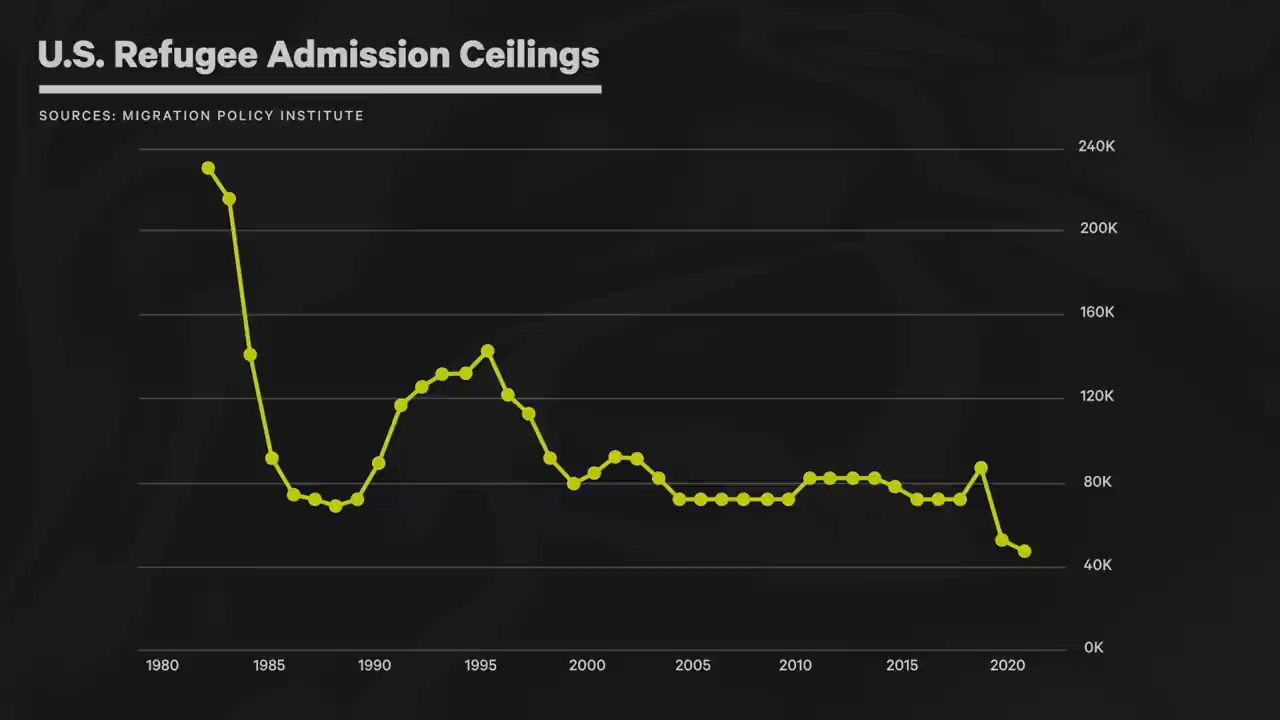 U.S. Refugee Admission Ceilings
SOURCES: MIGRATION POLICY INSTITUTE
240K
200K
160K
120K
80K
40K
0K
1980 1985 1990 1995 2000 2005 2010 2015 2020